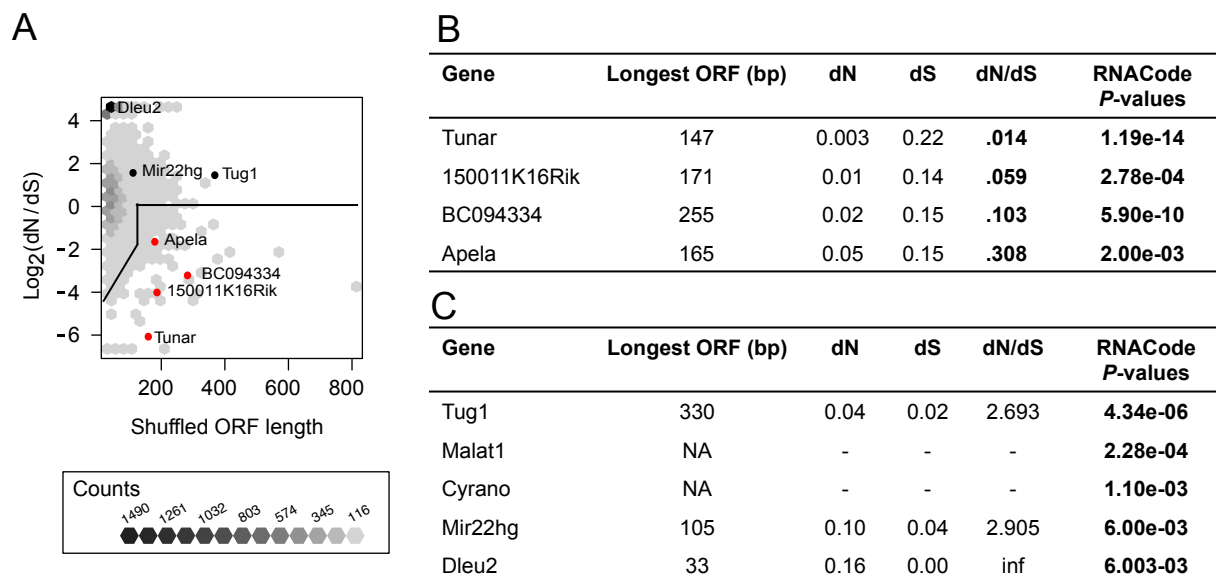 A
Log2(dN/dS)
4
2
0
−2
−4
−6
Dleu2
Mir22hg
Tug1
Apela
BC094334
150011K16Rik
Tunar
200 400 600 800
Shuffled ORF length
Counts
1490 1261 1032 803 574 345 116
B
Gene Longest ORF (bp) dN dS dN/dS RNACode
P-values
Tunar 147 0.003 0.22 .014 1.19e-14
150011K16Rik 171 0.01 0.14 .059 2.78e-04
BC094334 255 0.02 0.15 .103 5.90e-10
Apela 165 0.05 0.15 .308 2.00e-03
C
Gene Longest ORF (bp) dN dS dN/dS RNACode
P-values
Tug1 330 0.04 0.02 2.693 4.34e-06
Malat1 NA - - - 2.28e-04
Cyrano NA - - - 1.10e-03
Mir22hg 105 0.10 0.04 2.905 6.00e-03
Dleu2 33 0.16 0.00 inf 6.003-03